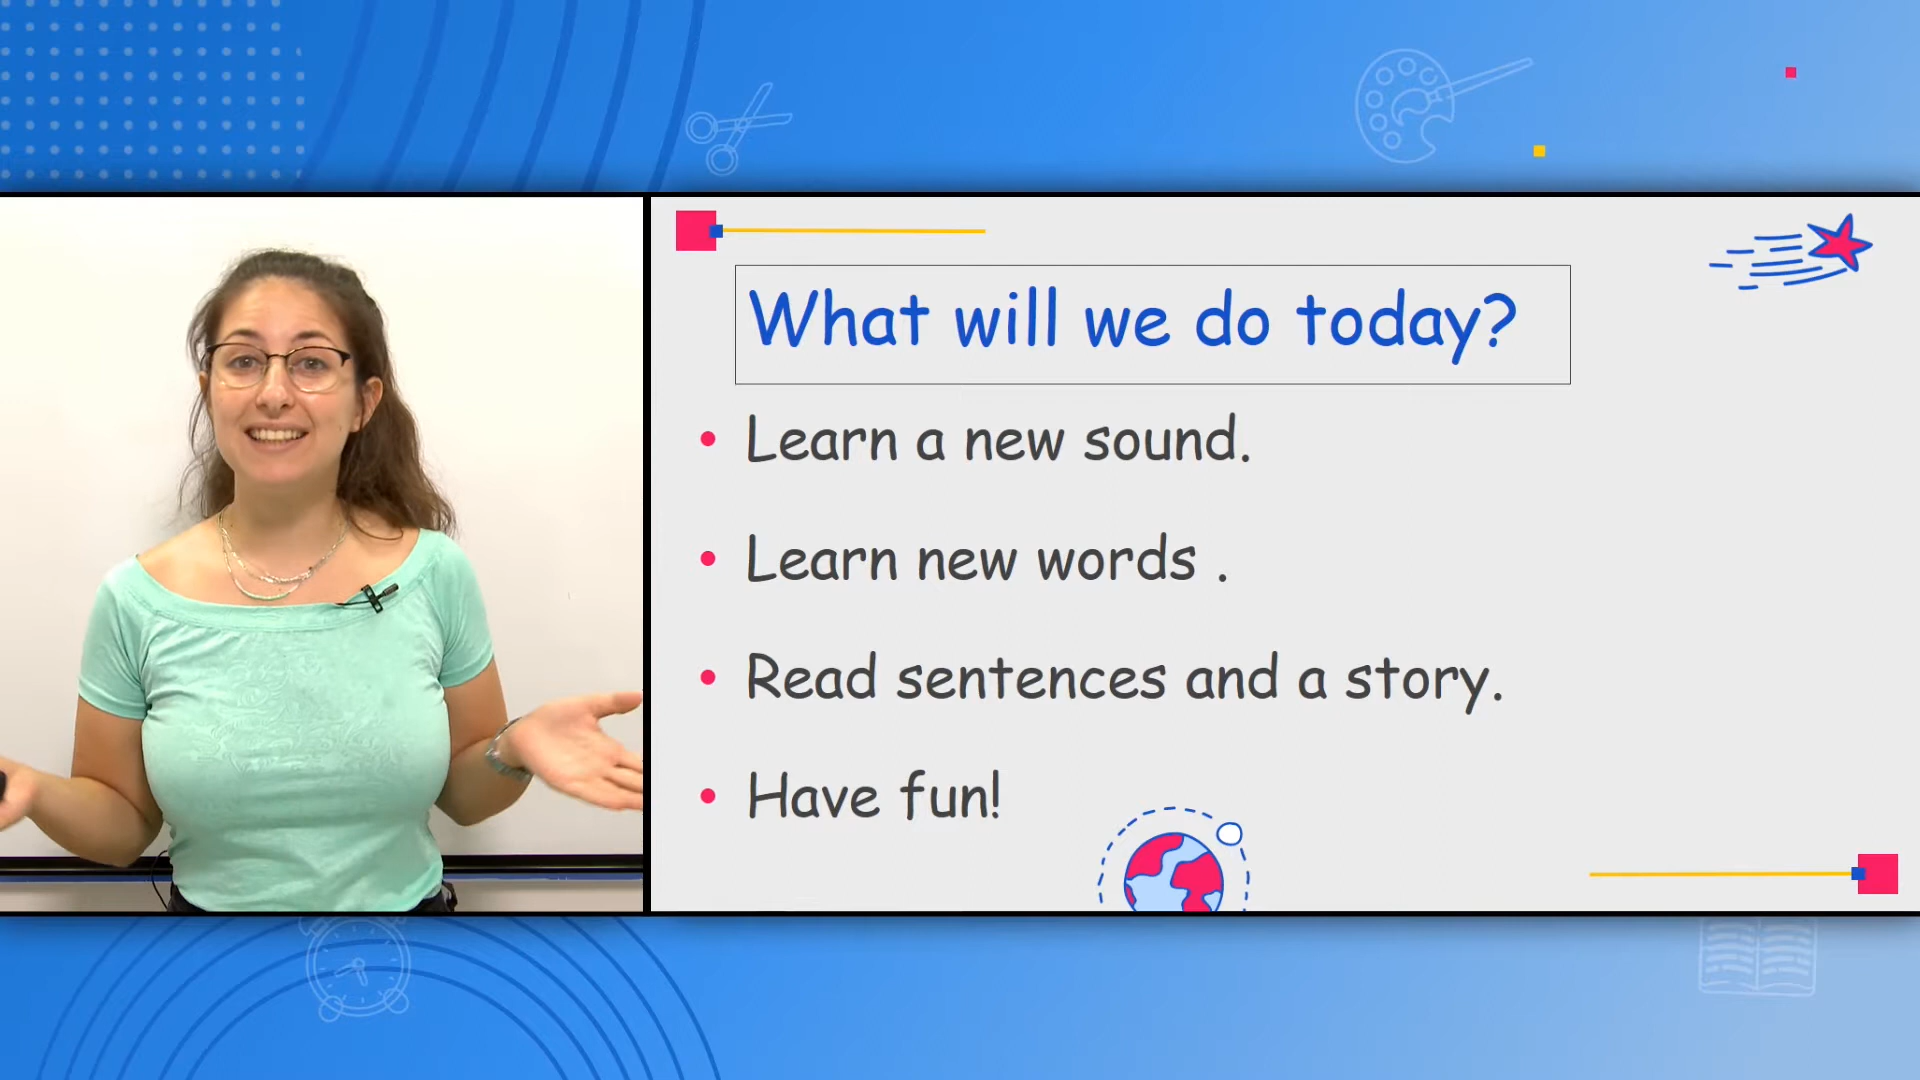 What will we do today?
Learn a new sound.
Learn new words .
Read sentences and a story.
Have fun!